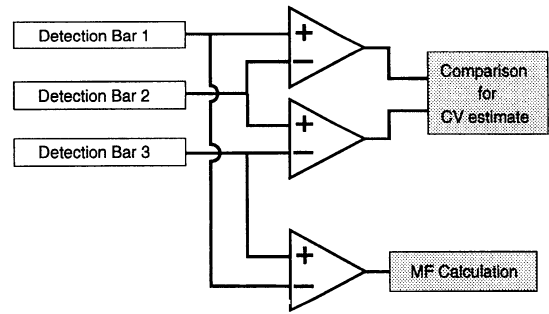 Detection Bar 1
Detection Bar 2
Detection Bar 3
+
−
+
−
+
−
Comparison
for
CV estimate
MF Calculation